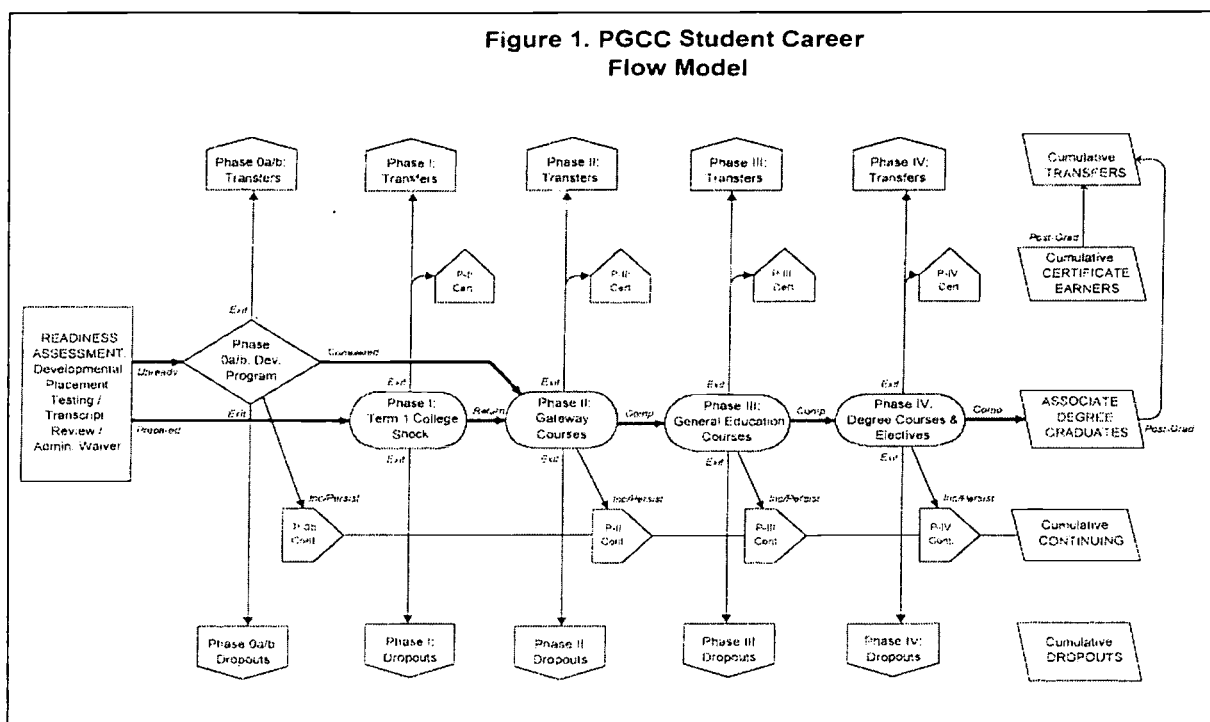 Figure 1. PGCC Student Career
Flow Model
Phase 0a/b:
Transfers
Phase I:
Transfers
Phase II:
Transfers
Phase III:
Transfers
Phase IV:
Transfers
Cumulative
TRANSFERS
Post-Grad
Cumulative
CERTIFICATE
EARNERS
Cert
P-II
Cert
P-III
Cert
P-IV
Cert
READINESS
ASSESSMENT.
Developmental
Placement
Testing /
Transcript
Review /
Admin. Waiver
Unready
Prepared
Exit
Phase
0a/b. Dev.
Program
Exit
Exit
Phase I:
Term 1 College
Shock
Exit
Return
Exit
Phase II:
Gateway
Courses
Exit
Comp
Exit
Phase III:
General Education
Courses
Exit
Comp
Exit
Phase IV.
Degree Courses &
Electives
Exit
Comp
ASSOCIATE
DEGREE
GRADUATES
Post-Grad
Inc/Persist
Cont
Inc/Persist
P-II
Cont
Inc/Persist
P-III
Cont
Inc/Persist
P-IV
Cont.
Cumulative
CONTINUING
Phase 0a/b
Dropouts
Phase I:
Dropouts
Phase II
Dropouts
Phase III
Dropouts
Phase IV:
Dropouts
Cumulative
DROPOUTS